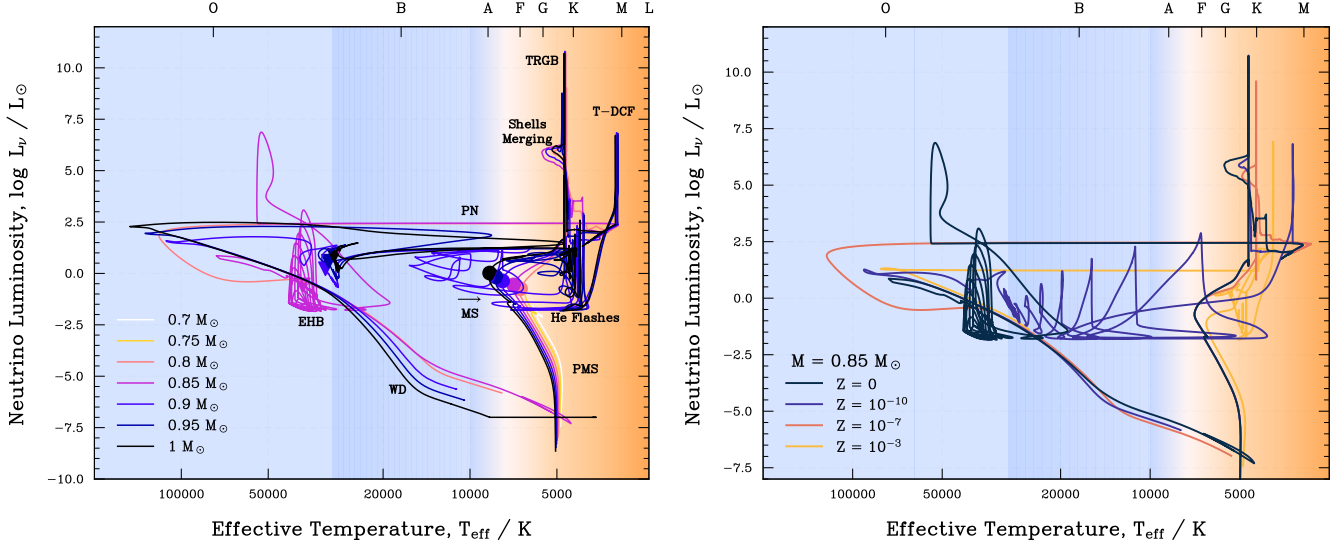 O B A F G K M L
Neutrino Luminosity, log Lν / L⊙
10.0
7.5
5.0
2.5
0.0
−2.5
−5.0
−7.5
−10.0
TRGB
T-DCF
Shells
Merging
PN
MS
→
He Flashes
EHB
PMS
WD
0.7 M⊙
0.75 M⊙
0.8 M⊙
0.85 M⊙
0.9 M⊙
0.95 M⊙
1 M⊙
100000 50000 20000 10000 5000
Effective Temperature, Teff / K
O B A F G K M
Neutrino Luminosity, log Lν / L⊙
10.0
7.5
5.0
2.5
0.0
−2.5
−5.0
−7.5
M = 0.85 M⊙
Z = 0
Z = 10⁻¹⁰
Z = 10⁻⁷
Z = 10⁻³
100000 50000 20000 10000 5000
Effective Temperature, Teff / K